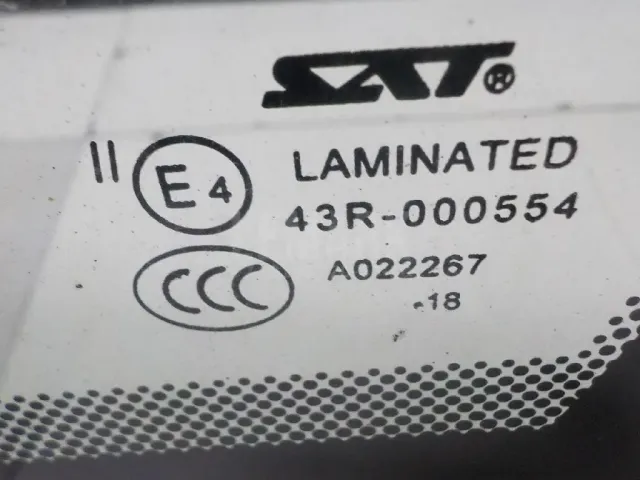 SAT®
II E4 LAMINATED
43R-000554
CCC A022267
.18